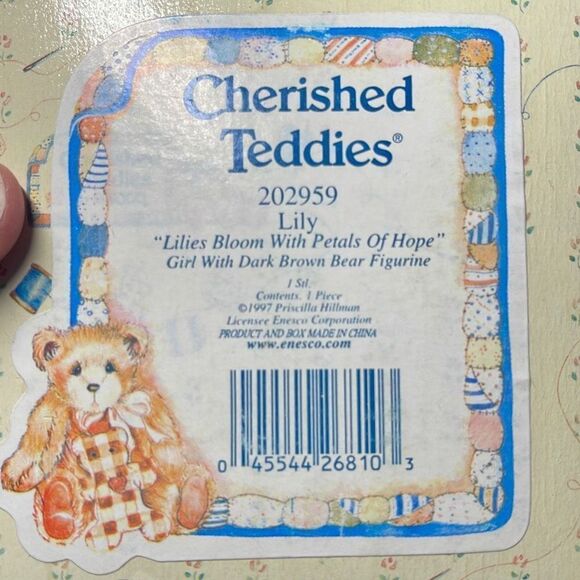 Cherished
Teddies®
202959
Lily
"Lilies Bloom With Petals Of Hope"
Girl With Dark Brown Bear Figurine
1 Stl.
Contents: 1 Piece
©1997 Priscilla Hillman
Licensee Enesco Corporation
PRODUCT AND BOX MADE IN CHINA
www.enesco.com
0 45544 26810 3